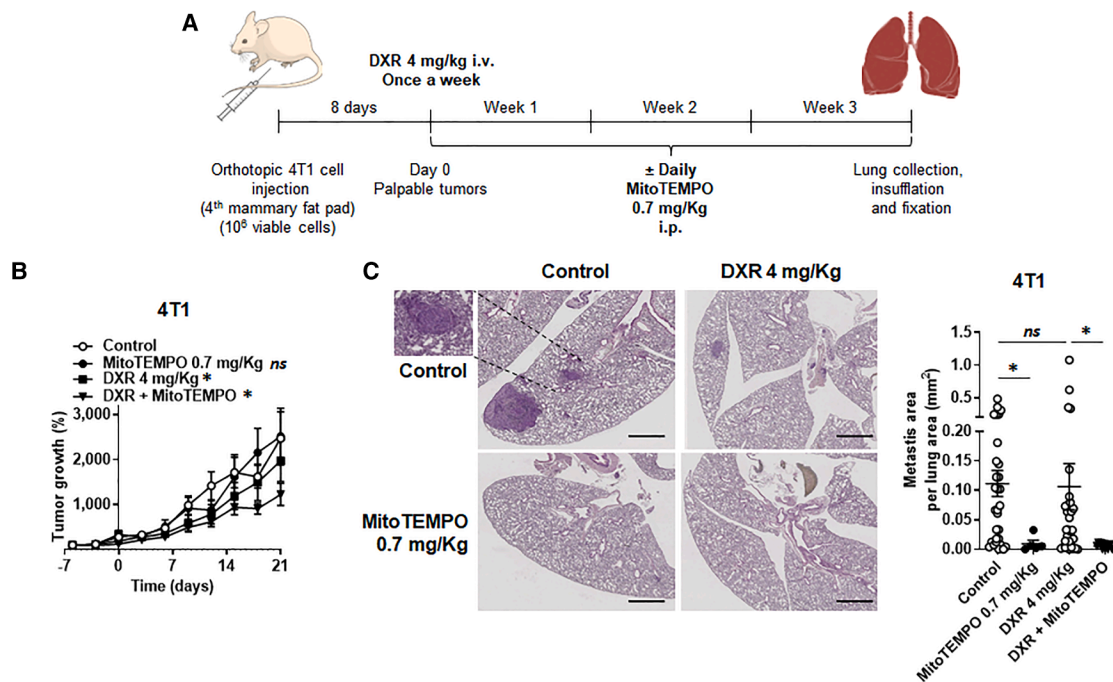 A
DXR 4 mg/kg i.v.
Once a week
8 days
Week 1
Week 2
Week 3
Orthotopic 4T1 cell
injection
(4th mammary fat pad)
(10⁶ viable cells)
Day 0
Palpable tumors
± Daily
MitoTEMPO
0.7 mg/Kg
i.p.
Lung collection,
insufflation
and fixation
B
4T1
Control
MitoTEMPO 0.7 mg/Kg ns
DXR 4 mg/Kg *
DXR + MitoTEMPO *
Tumor growth (%)
3,000
2,000
1,000
-7
0
7
14
21
Time (days)
C
Control
DXR 4 mg/Kg
Control
MitoTEMPO
0.7 mg/Kg
4T1
Metastis area
per lung area (mm²)
1.5
1.0
0.5
0.20
0.15
0.10
0.05
0.00
ns
*
*
Control
MitoTEMPO 0.7 mg/Kg
DXR 4 mg/Kg
DXR + MitoTEMPO